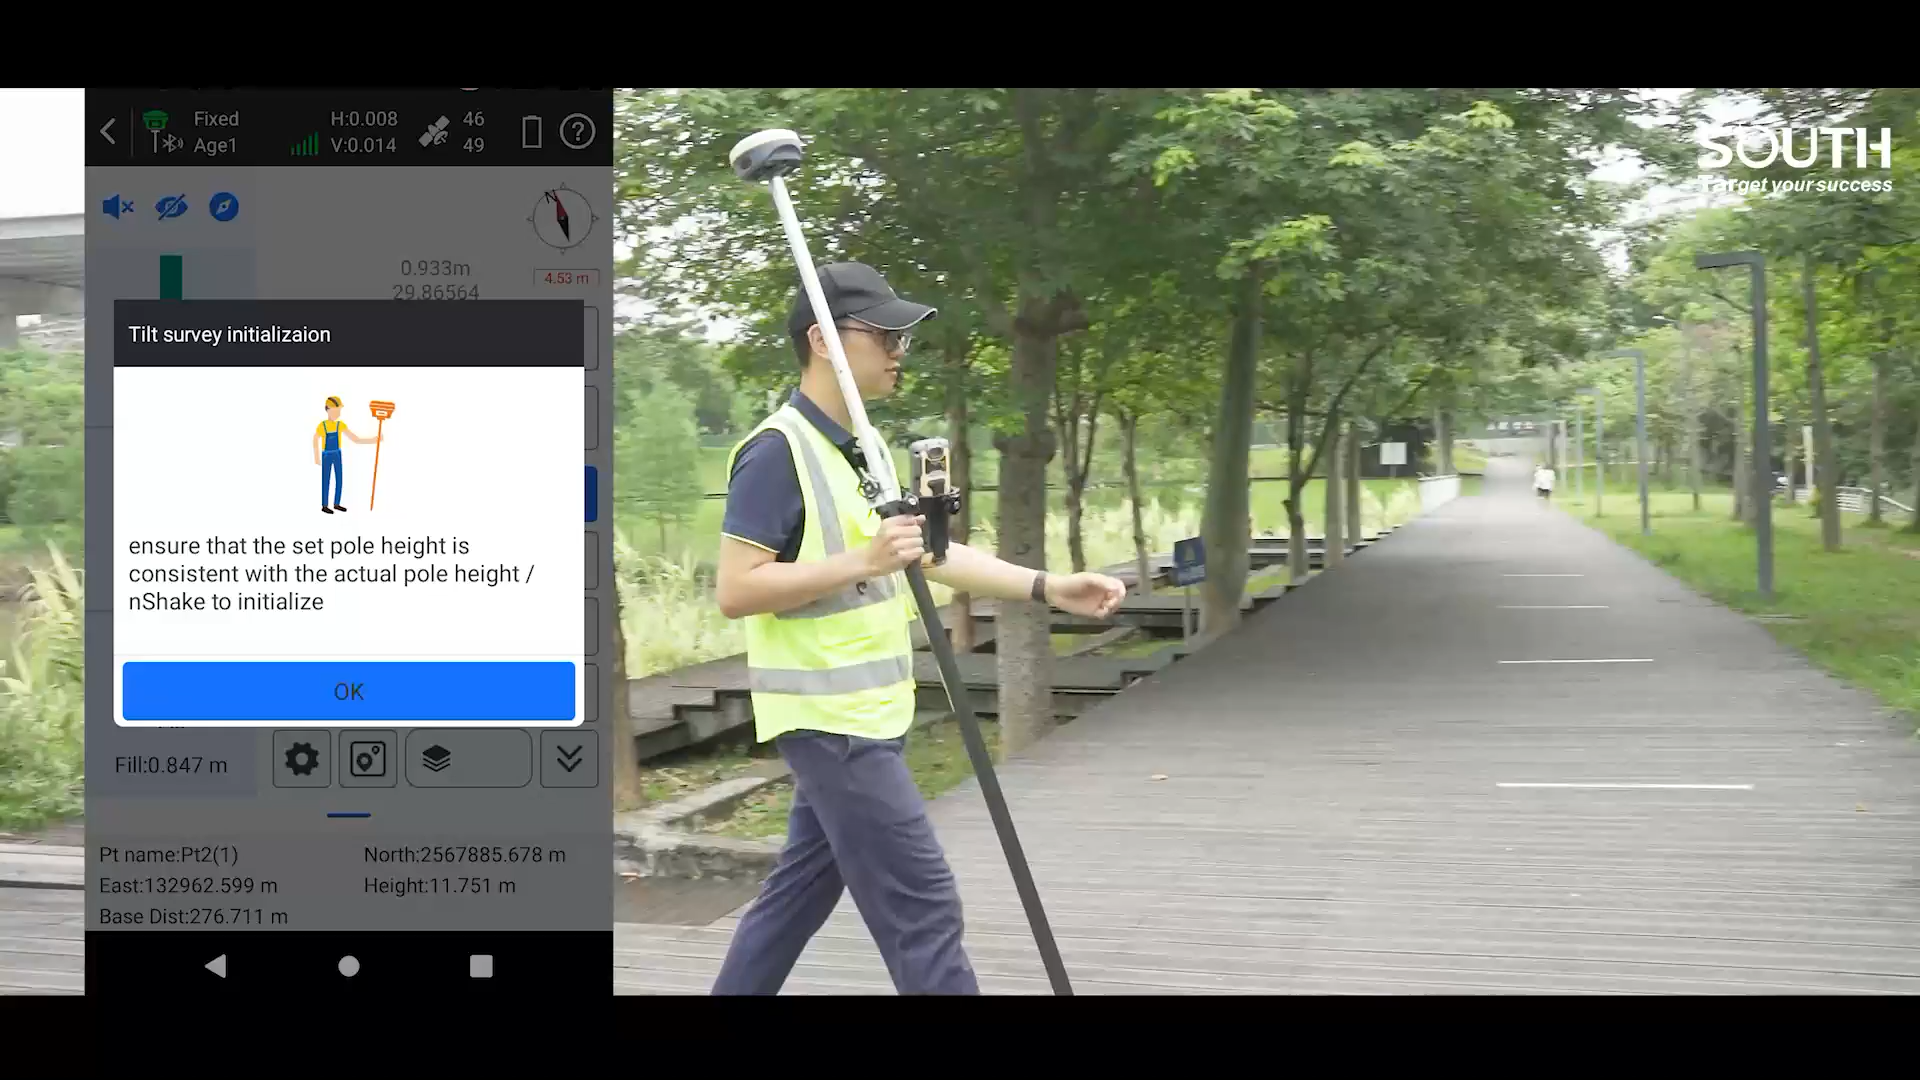 Fixed
Age1
H:0.008
V:0.014
46
49
?
SOUTH
Target your success
N
0.933m
29.86564
4.53 m
Tilt survey initializaion
ensure that the set pole height is
consistent with the actual pole height /
nShake to initialize
OK
Fill:0.847 m
Pt name:Pt2(1)
North:2567885.678 m
East:132962.599 m
Height:11.751 m
Base Dist:276.711 m